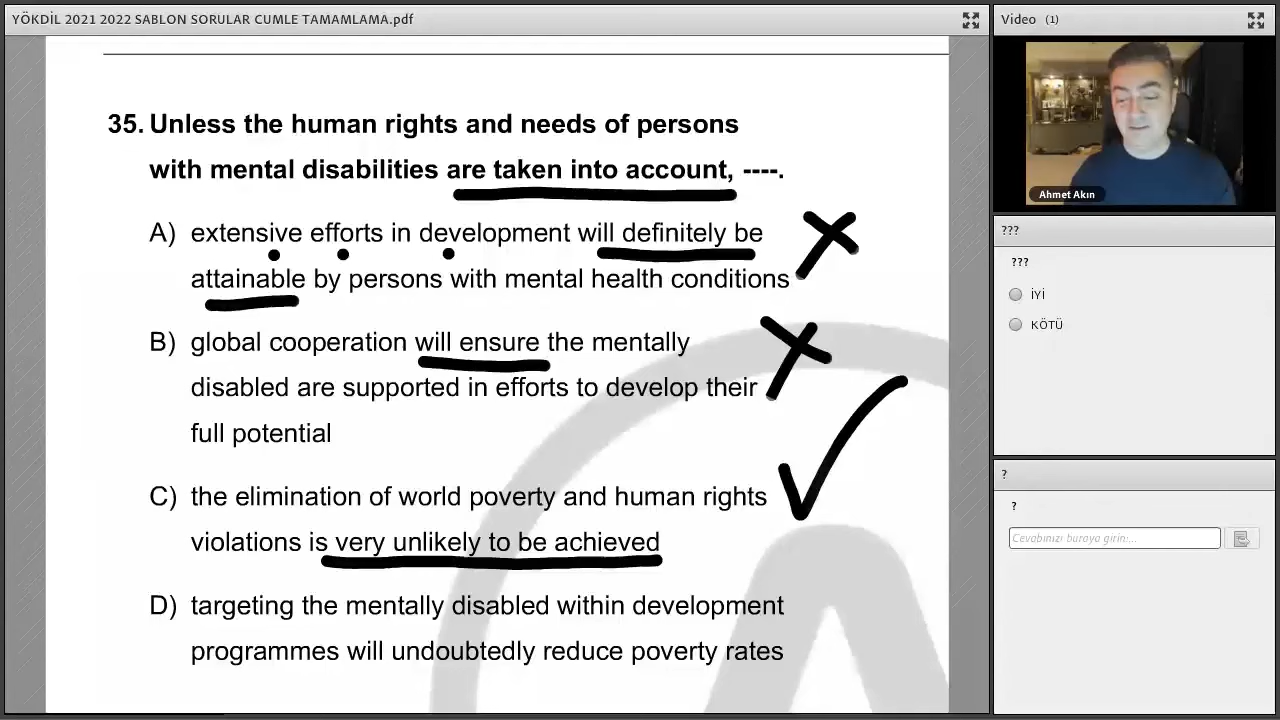 YÖKDİL 2021 2022 SABLON SORULAR CUMLE TAMAMLAMA.pdf
35. Unless the human rights and needs of persons
with mental disabilities are taken into account, ----.
A) extensive efforts in development will definitely be
attainable by persons with mental health conditions
B) global cooperation will ensure the mentally
disabled are supported in efforts to develop their
full potential
C) the elimination of world poverty and human rights
violations is very unlikely to be achieved
D) targeting the mentally disabled within development
programmes will undoubtedly reduce poverty rates
Video (1)
Ahmet Akın
???
???
İYİ
KÖTÜ
?
?
Cevabınızı buraya girin:...